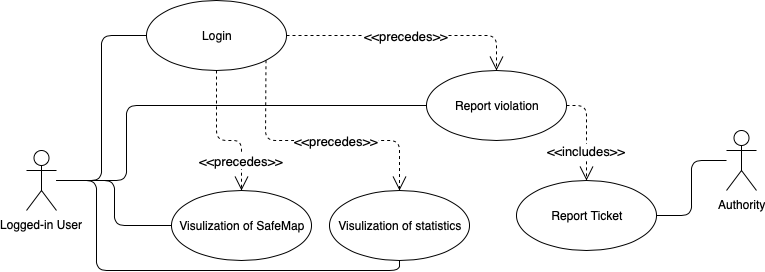 Login
<<precedes>>
Report violation
<<precedes>>
<<includes>>
<<precedes>>
Logged-in User
Visulization of SafeMap
Visulization of statistics
Report Ticket
Authority